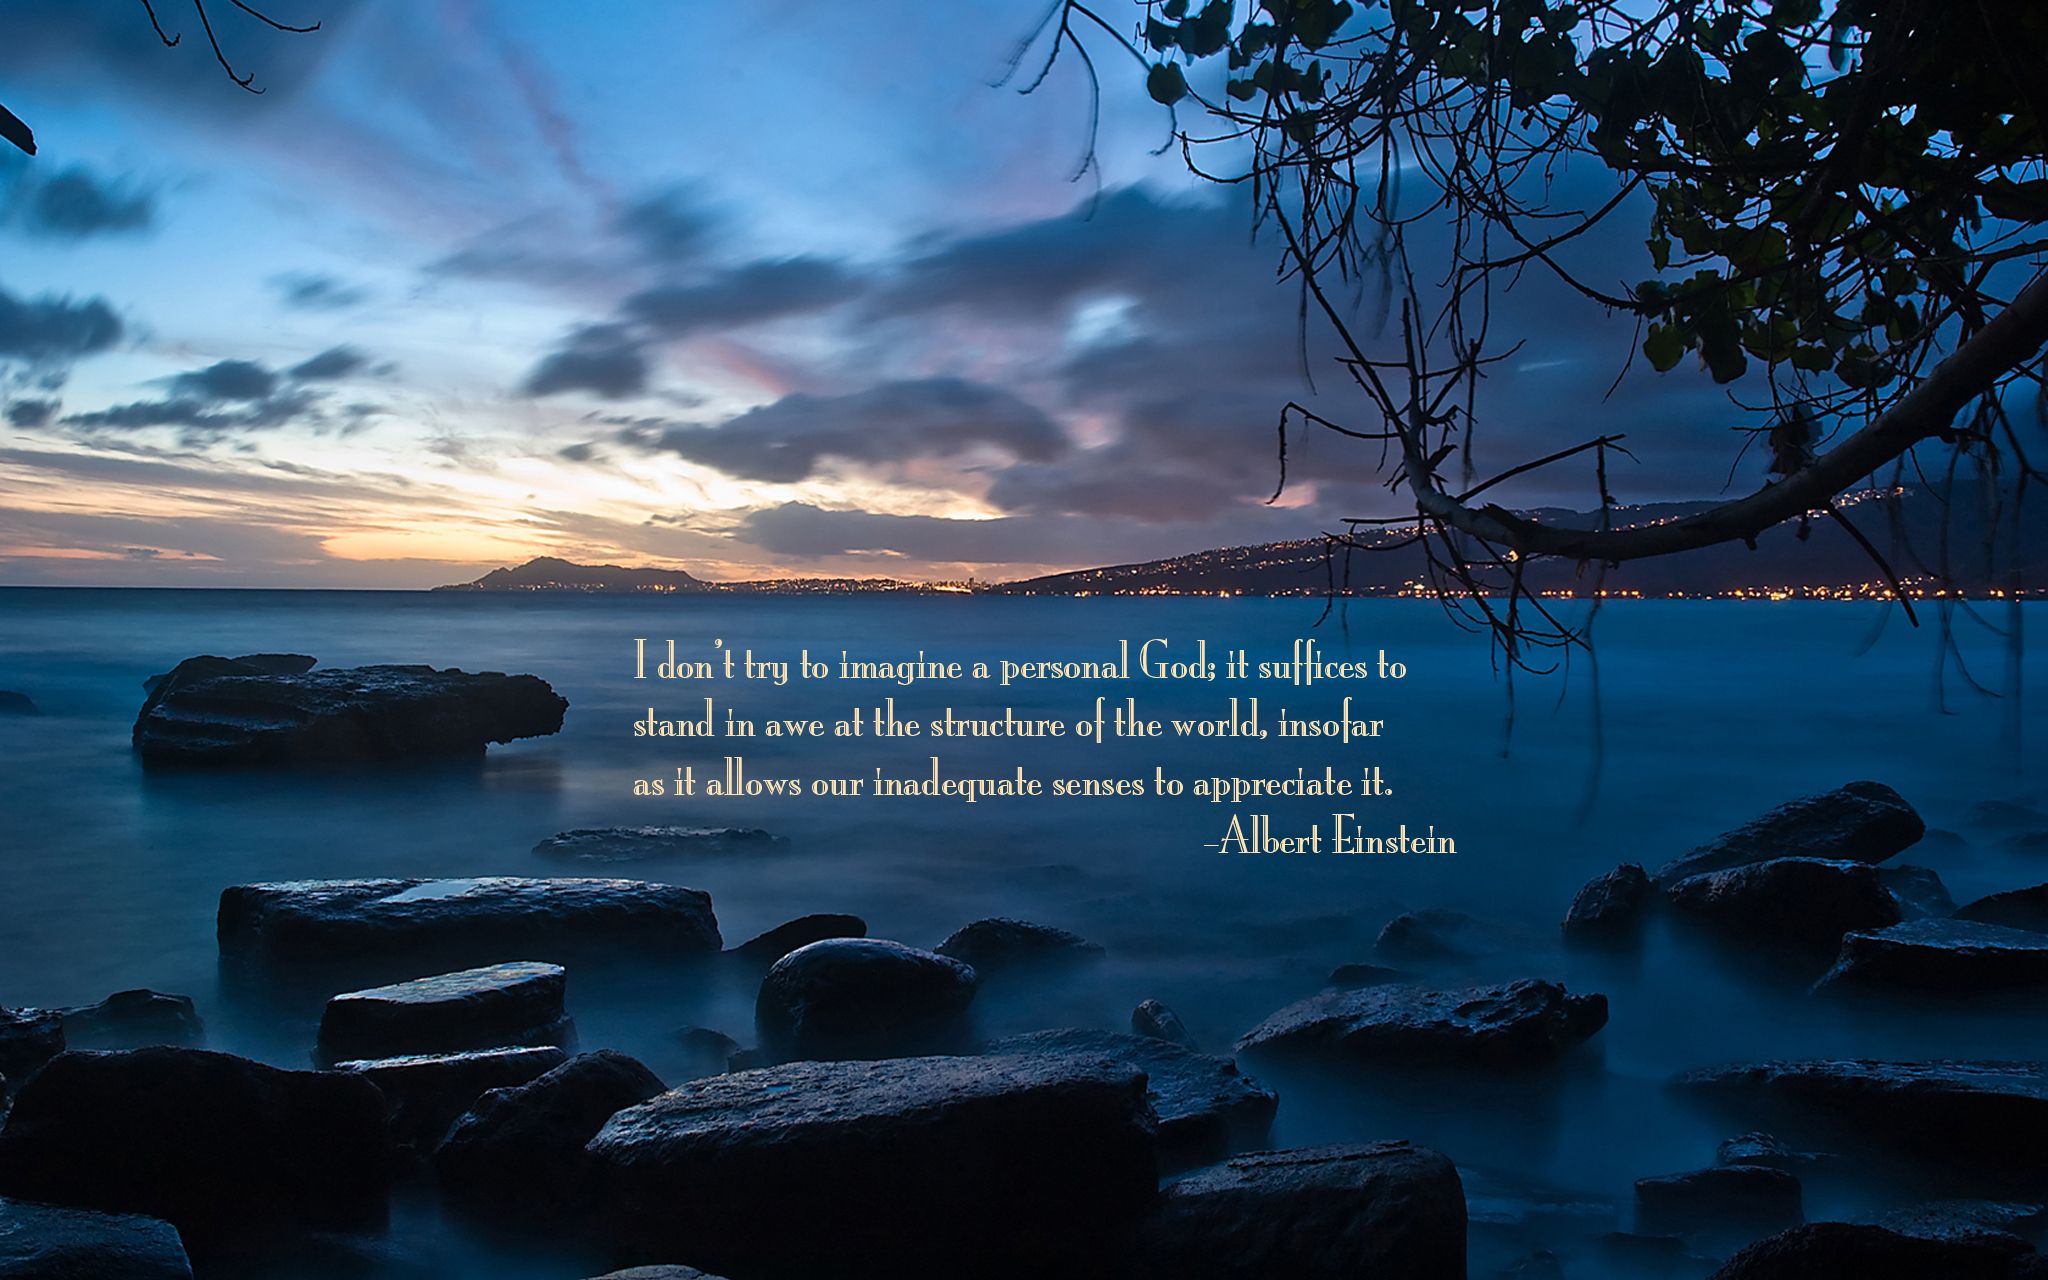 I don't try to imagine a personal God; it suffices to
stand in awe at the structure of the world, insofar
as it allows our inadequate senses to appreciate it.
-Albert Einstein